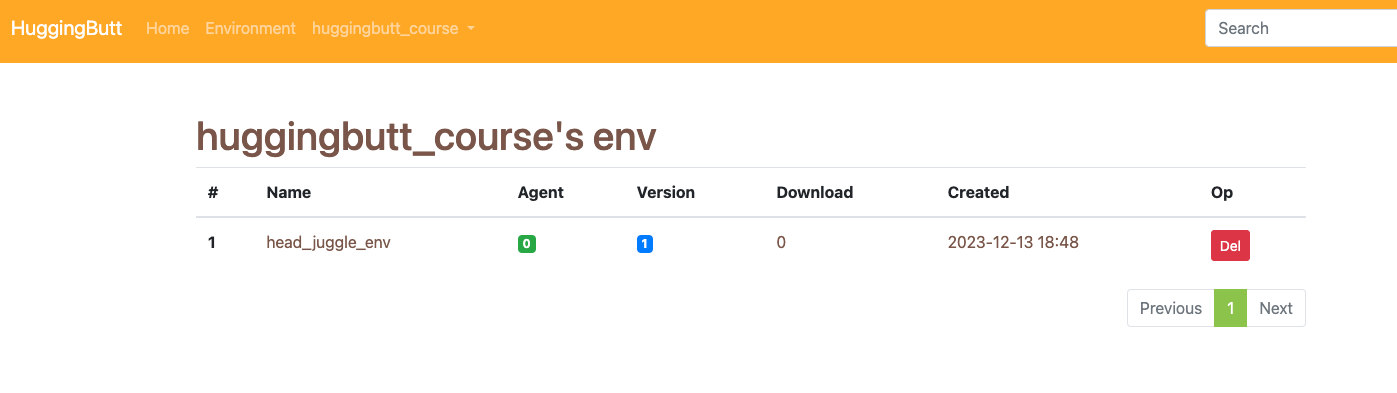 HuggingButt Home Environment huggingbutt_course Search
huggingbutt_course's env
# Name Agent Version Download Created Op
1 head_juggle_env 0 1 0 2023-12-13 18:48 Del
Previous 1 Next